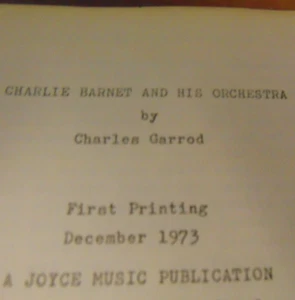 CHARLIE BARNET AND HIS ORCHESTRA
by
Charles Garrod
First Printing
December 1973
A JOYCE MUSIC PUBLICATION